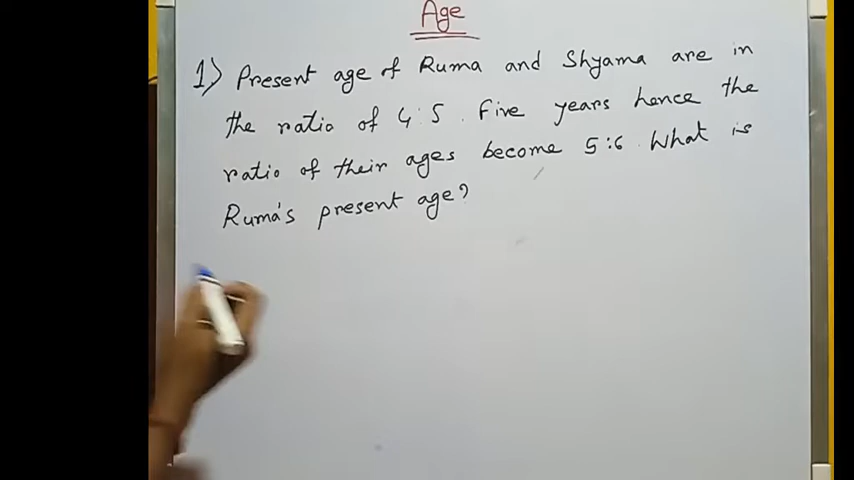 Age
1) Present age of Ruma and Shyama are in
the ratio of 4:5. Five years hence the
ratio of their ages become 5:6. What is
Ruma's present age?